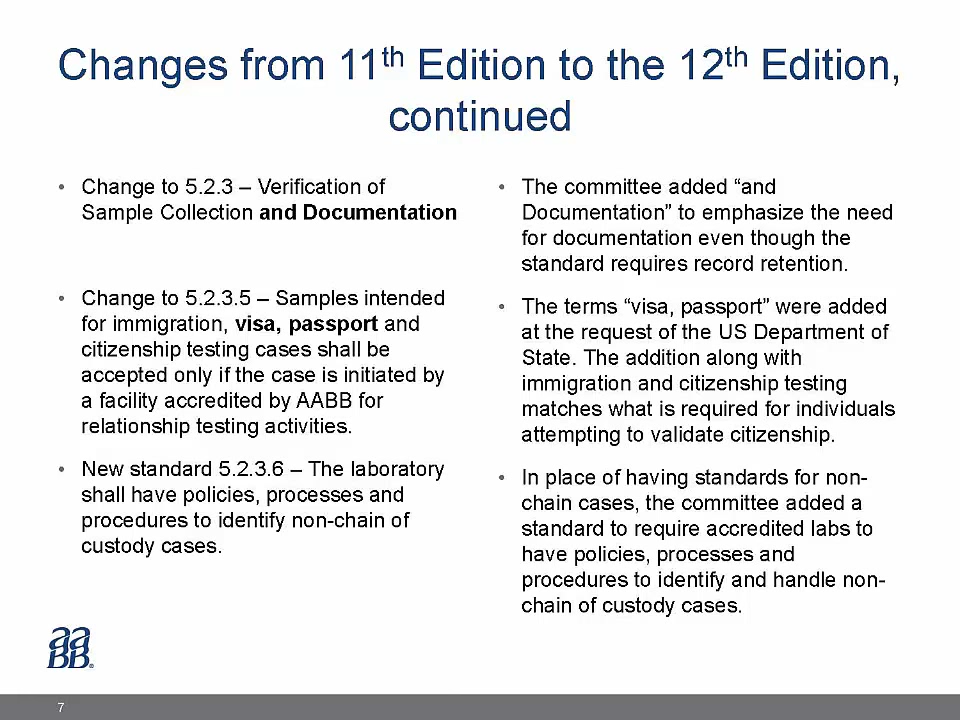 Changes from 11th Edition to the 12th Edition,
continued
• Change to 5.2.3 – Verification of
Sample Collection and Documentation
• Change to 5.2.3.5 – Samples intended
for immigration, visa, passport and
citizenship testing cases shall be
accepted only if the case is initiated by
a facility accredited by AABB for
relationship testing activities.
• New standard 5.2.3.6 – The laboratory
shall have policies, processes and
procedures to identify non-chain of
custody cases.
• The committee added “and
Documentation” to emphasize the need
for documentation even though the
standard requires record retention.
• The terms “visa, passport” were added
at the request of the US Department of
State. The addition along with
immigration and citizenship testing
matches what is required for individuals
attempting to validate citizenship.
• In place of having standards for non-
chain cases, the committee added a
standard to require accredited labs to
have policies, processes and
procedures to identify and handle non-
chain of custody cases.
aa
BB®
7